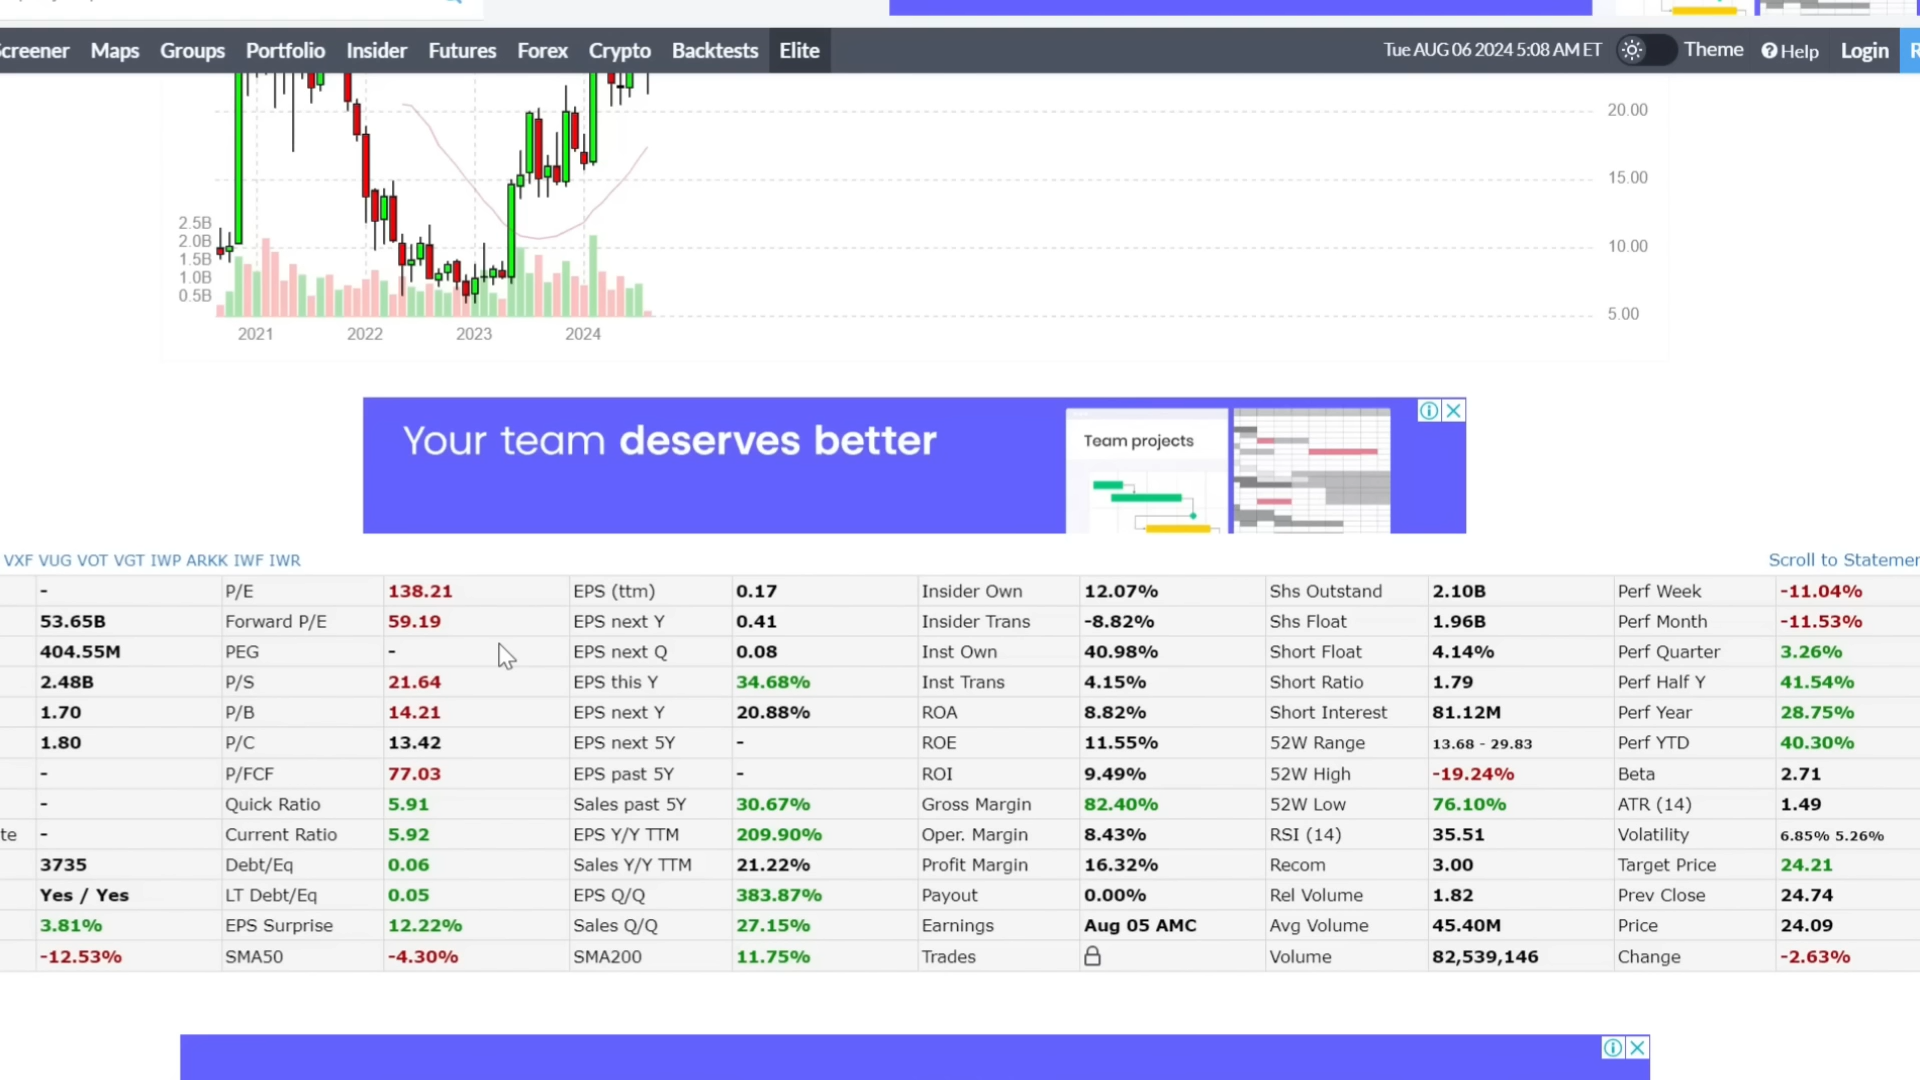 Screener Maps Groups Portfolio Insider Futures Forex Crypto Backtests Elite Tue AUG 06 2024 5:08 AM ET Theme Help Login
20.00
15.00
2.5B
2.0B 10.00
1.5B
1.0B
0.5B
5.00
2021 2022 2023 2024
Your team deserves better
Team projects
VXF VUG VOT VGT IWP ARKK IWF IWR Scroll to Statemen
- P/E 138.21 EPS (ttm) 0.17 Insider Own 12.07% Shs Outstand 2.10B Perf Week -11.04%
53.65B Forward P/E 59.19 EPS next Y 0.41 Insider Trans -8.82% Shs Float 1.96B Perf Month -11.53%
404.55M PEG - EPS next Q 0.08 Inst Own 40.98% Short Float 4.14% Perf Quarter 3.26%
2.48B P/S 21.64 EPS this Y 34.68% Inst Trans 4.15% Short Ratio 1.79 Perf Half Y 41.54%
1.70 P/B 14.21 EPS next Y 20.88% ROA 8.82% Short Interest 81.12M Perf Year 28.75%
1.80 P/C 13.42 EPS next 5Y - ROE 11.55% 52W Range 13.68 - 29.83 Perf YTD 40.30%
- P/FCF 77.03 EPS past 5Y - ROI 9.49% 52W High -19.24% Beta 2.71
- Quick Ratio 5.91 Sales past 5Y 30.67% Gross Margin 82.40% 52W Low 76.10% ATR (14) 1.49
te - Current Ratio 5.92 EPS Y/Y TTM 209.90% Oper. Margin 8.43% RSI (14) 35.51 Volatility 6.85% 5.26%
3735 Debt/Eq 0.06 Sales Y/Y TTM 21.22% Profit Margin 16.32% Recom 3.00 Target Price 24.21
Yes / Yes LT Debt/Eq 0.05 EPS Q/Q 383.87% Payout 0.00% Rel Volume 1.82 Prev Close 24.74
3.81% EPS Surprise 12.22% Sales Q/Q 27.15% Earnings Aug 05 AMC Avg Volume 45.40M Price 24.09
-12.53% SMA50 -4.30% SMA200 11.75% Trades Volume 82,539,146 Change -2.63%